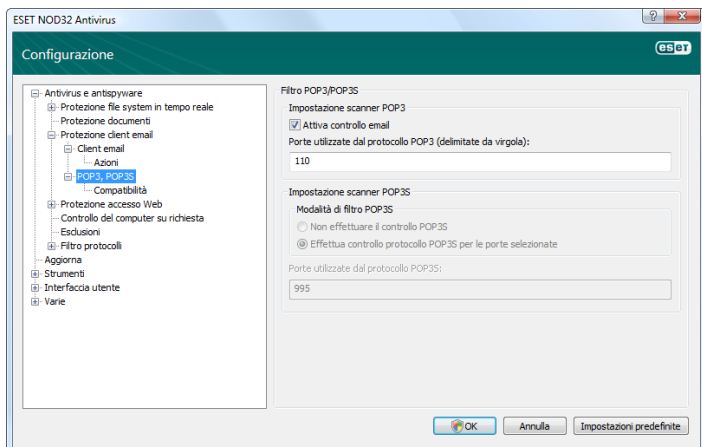 ESET NOD32 Antivirus
Configurazione
eset
Antivirus e antispyware
Protezione file system in tempo reale
Protezione documenti
Protezione client email
Client email
Azioni
POP3, POP3S
Compatibilità
Protezione accesso Web
Controllo del computer su richiesta
Esclusioni
Filtro protocolli
Aggiorna
Strumenti
Interfaccia utente
Varie
Filtro POP3/POP3S
Impostazione scanner POP3
Attiva controllo email
Porte utilizzate dal protocollo POP3 (delimitate da virgola):
110
Impostazione scanner POP3S
Modalità di filtro POP3S
Non effettuare il controllo POP3S
Effettua controllo protocollo POP3S per le porte selezionate
Porte utilizzate dal protocollo POP3S:
995
OK
Annulla
Impostazioni predefinite